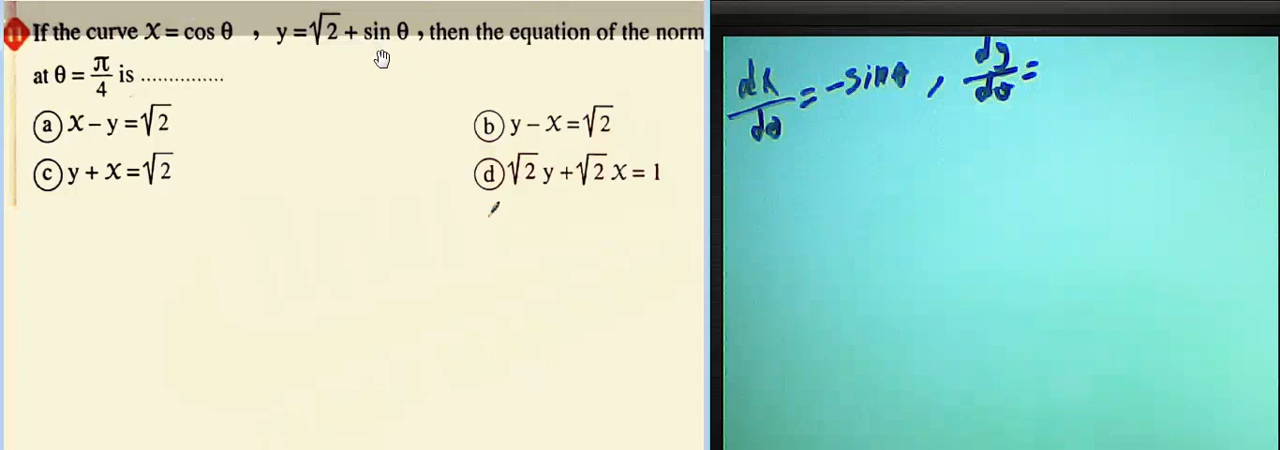 11 If the curve x = cos θ , y = √2 + sin θ , then the equation of the norm
at θ = π/4 is ...............
ⓐ x − y = √2
ⓑ y − x = √2
ⓒ y + x = √2
ⓓ √2 y + √2 x = 1
dx/dθ = -sinθ , dy/dθ =